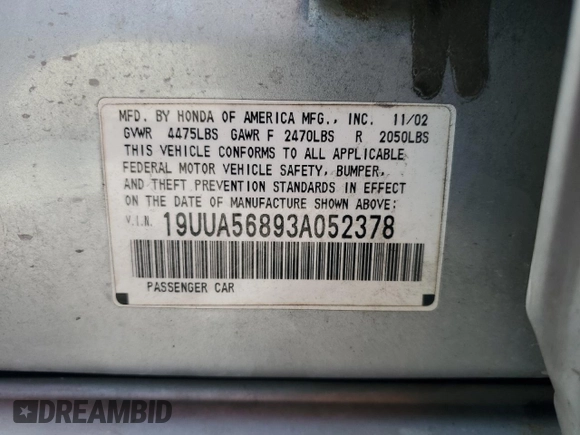 MFD. BY HONDA OF AMERICA MFG., INC. 11/02
GVWR 4475LBS GAWR F 2470LBS R 2050LBS
THIS VEHICLE CONFORMS TO ALL APPLICABLE
FEDERAL MOTOR VEHICLE SAFETY, BUMPER,
AND THEFT PREVENTION STANDARDS IN EFFECT
ON THE DATE OF MANUFACTURE SHOWN ABOVE;
V.I.N. 19UUA56893A052378
PASSENGER CAR
DREAMBID